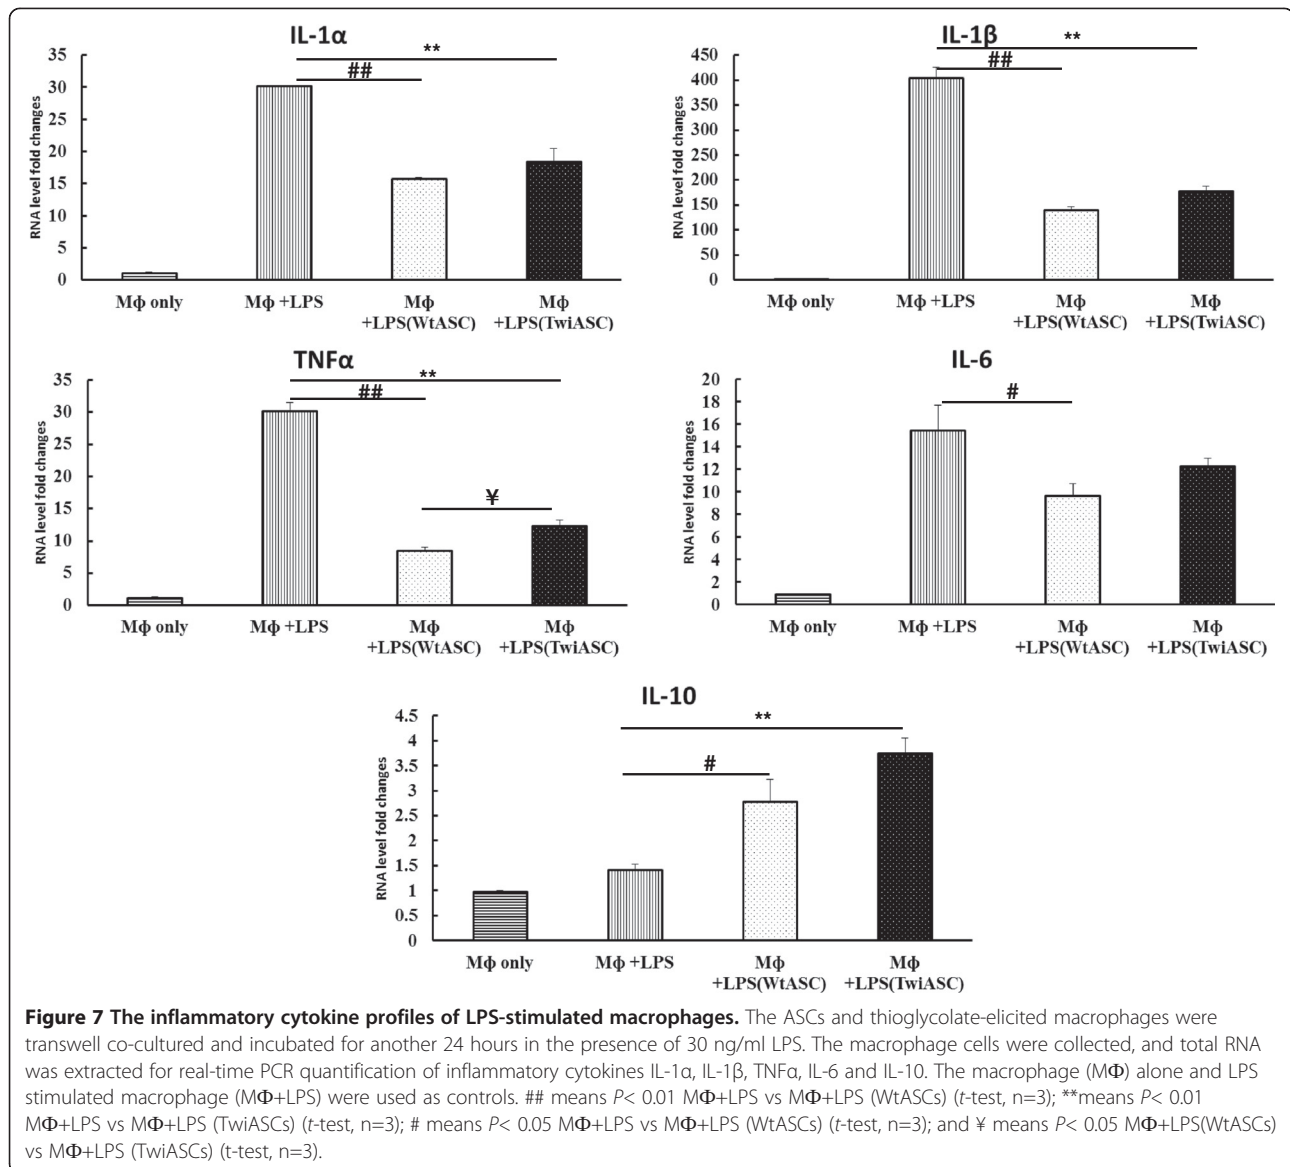 IL-1α
RNA level fold changes
35
30
25
20
15
10
5
0
**
##
Mϕ only
Mϕ +LPS
Mϕ
+LPS(WtASC)
Mϕ
+LPS(TwiASC)
IL-1β
RNA level fold changes
450
400
350
300
250
200
150
100
50
0
**
##
Mϕ only
Mϕ +LPS
Mϕ
+LPS(WtASC)
Mϕ
+LPS(TwiASC)
TNFα
RNA level fold changes
35
30
25
20
15
10
5
0
**
##
¥
Mϕ only
Mϕ +LPS
Mϕ
+LPS(WtASC)
Mϕ
+LPS(TwiASC)
IL-6
RNA level fold changes
20
18
16
14
12
10
8
6
4
2
0
#
Mϕ only
Mϕ +LPS
Mϕ
+LPS(WtASC)
Mϕ
+LPS(TwiASC)
IL-10
RNA level fold changes
4.5
4
3.5
3
2.5
2
1.5
1
0.5
0
**
#
Mϕ only
Mϕ +LPS
Mϕ
+LPS(WtASC)
Mϕ
+LPS(TwiASC)
Figure 7 The inflammatory cytokine profiles of LPS-stimulated macrophages. The ASCs and thioglycolate-elicited macrophages were
transwell co-cultured and incubated for another 24 hours in the presence of 30 ng/ml LPS. The macrophage cells were collected, and total RNA
was extracted for real-time PCR quantification of inflammatory cytokines IL-1α, IL-1β, TNFα, IL-6 and IL-10. The macrophage (MΦ) alone and LPS
stimulated macrophage (MΦ+LPS) were used as controls. ## means P< 0.01 MΦ+LPS vs MΦ+LPS (WtASCs) (t-test, n=3); **means P< 0.01
MΦ+LPS vs MΦ+LPS (TwiASCs) (t-test, n=3); # means P< 0.05 MΦ+LPS vs MΦ+LPS (WtASCs) (t-test, n=3); and ¥ means P< 0.05 MΦ+LPS(WtASCs)
vs MΦ+LPS (TwiASCs) (t-test, n=3).